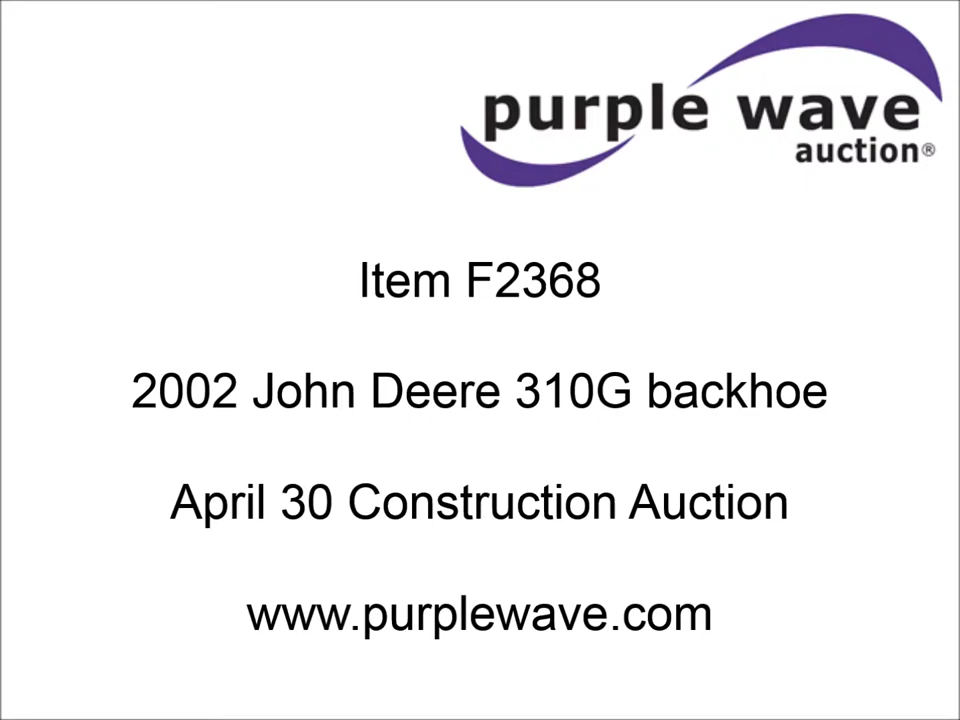 purple wave
auction®
Item F2368
2002 John Deere 310G backhoe
April 30 Construction Auction
www.purplewave.com